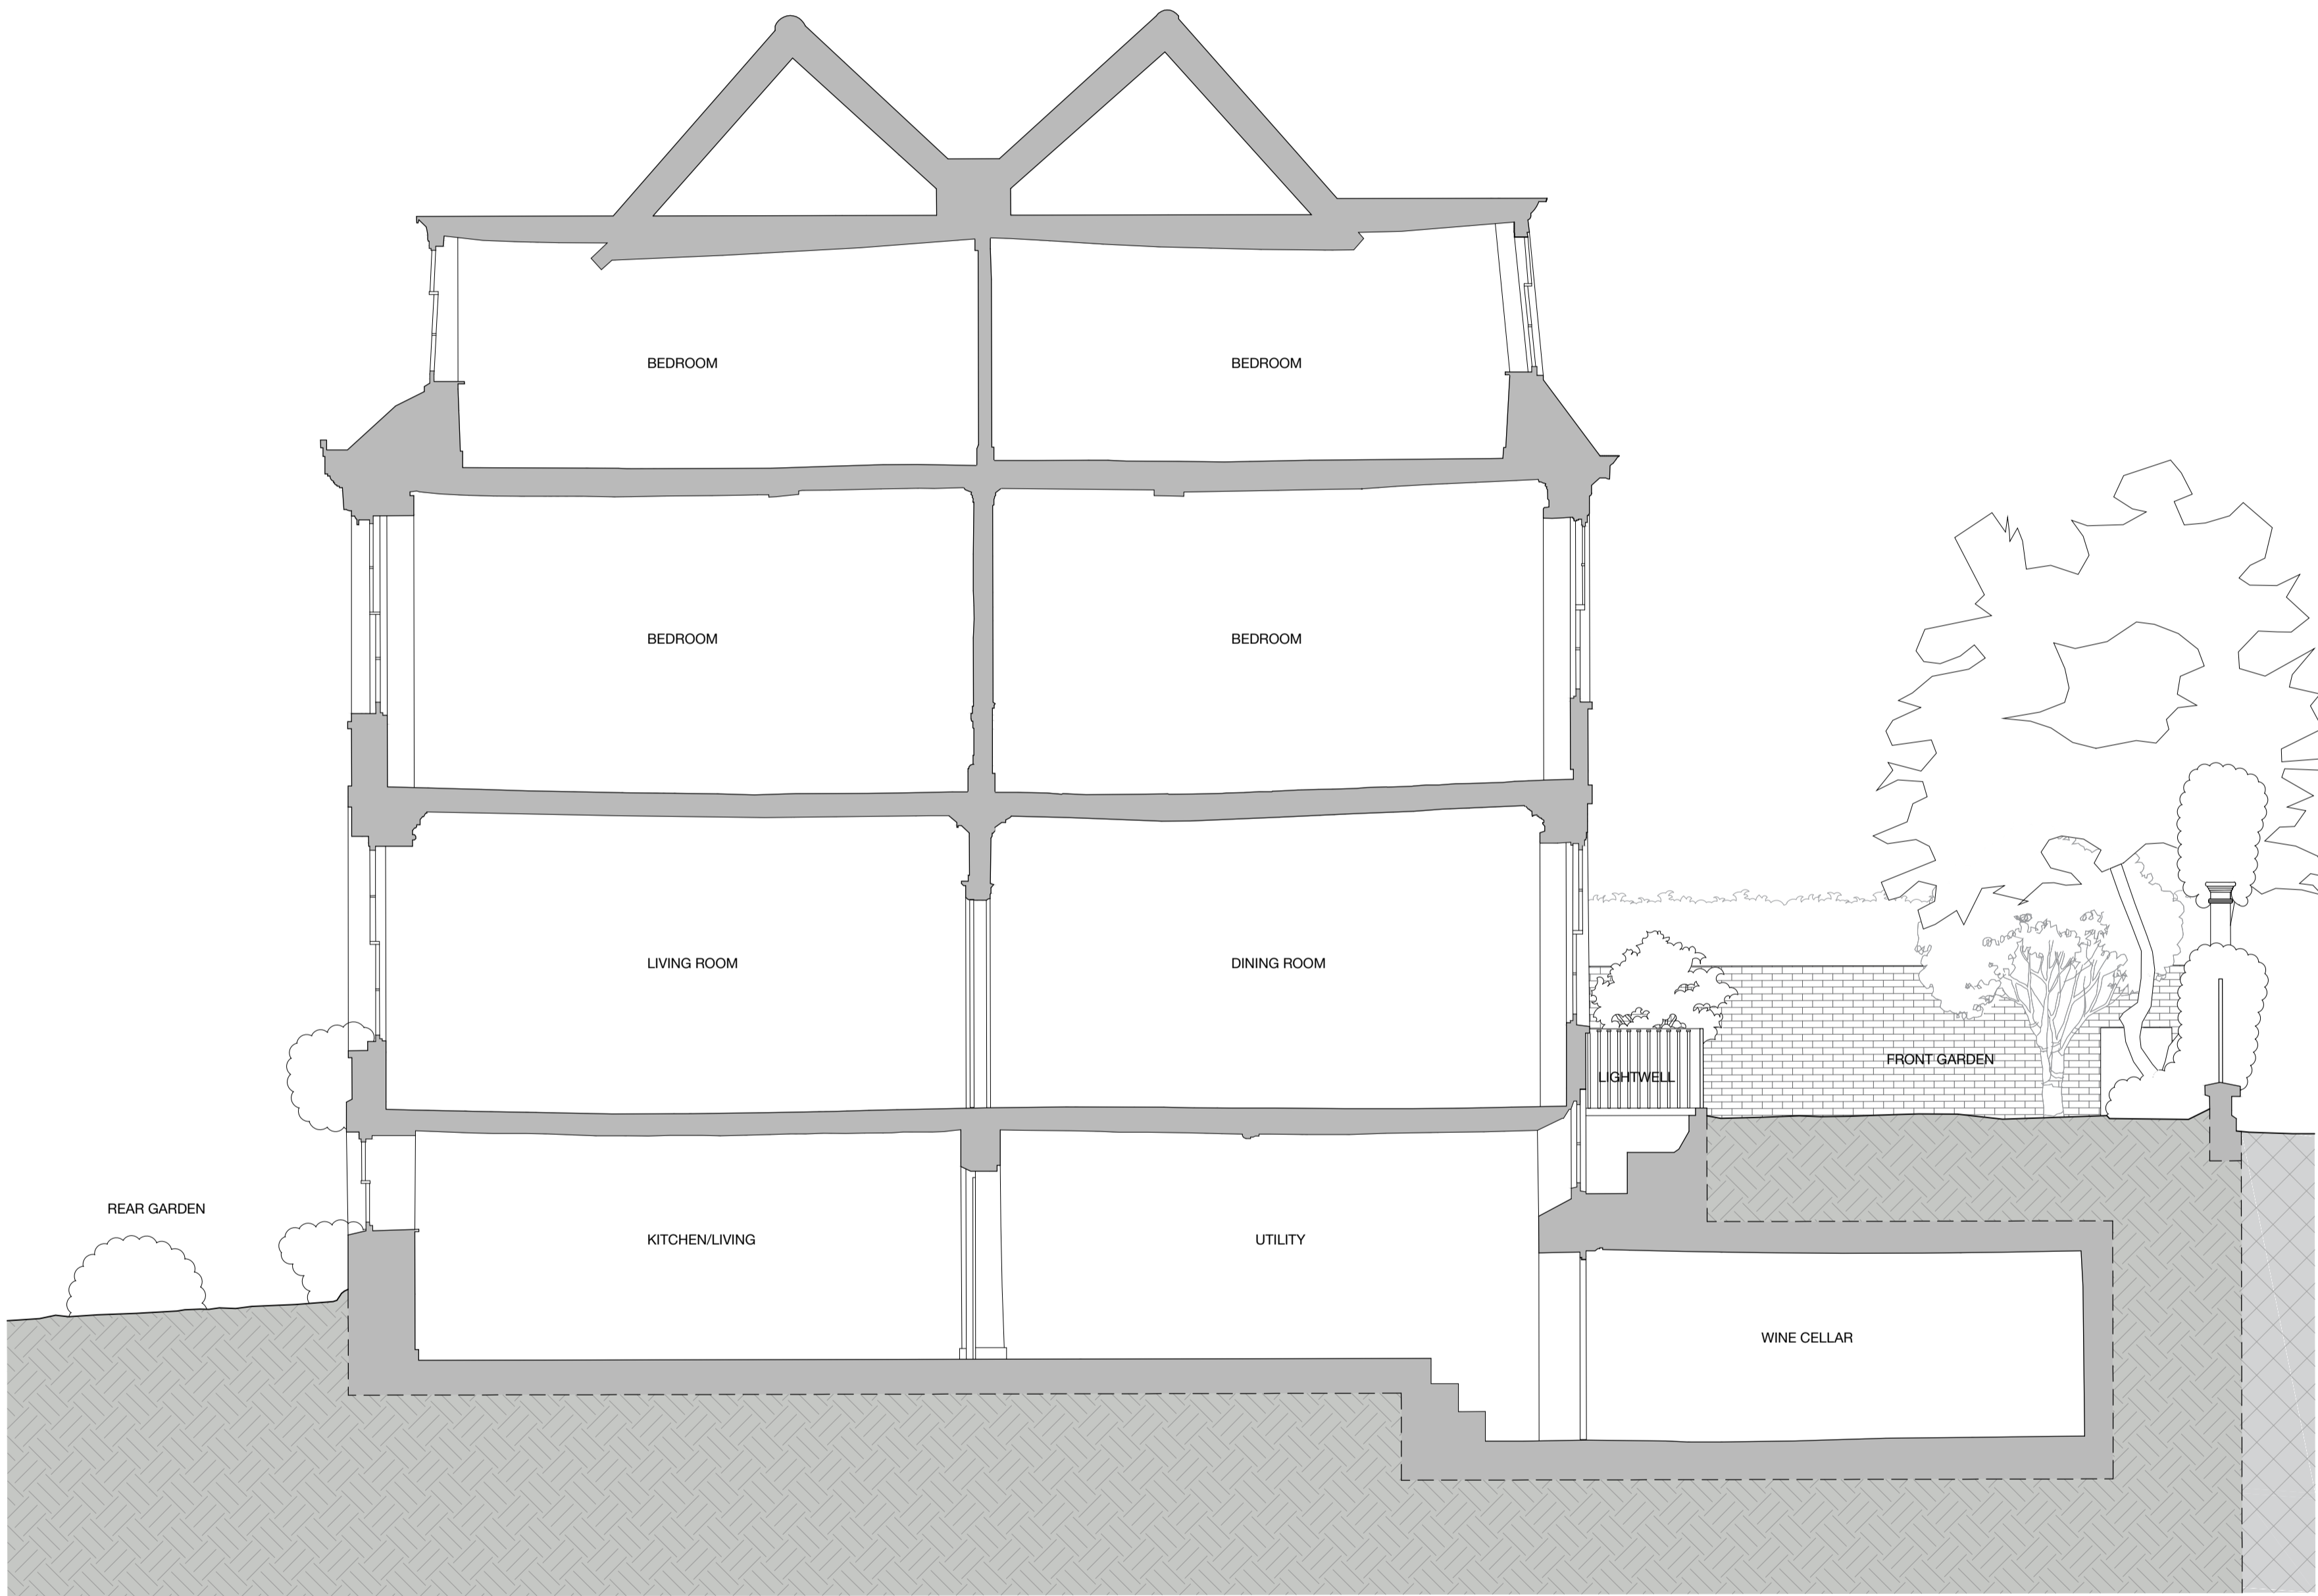 BEDROOM
BEDROOM
BEDROOM
BEDROOM
LIVING ROOM
DINING ROOM
FRONT GARDEN
LIGHTWELL
REAR GARDEN
KITCHEN/LIVING
UTILITY
WINE CELLAR